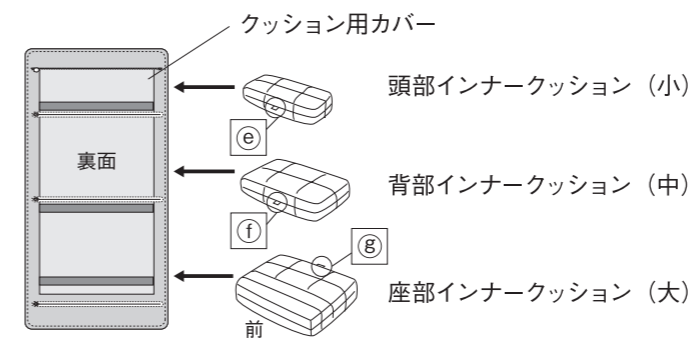 クッション用カバー
頭部インナークッション（小）
ⓔ
裏面
背部インナークッション（中）
ⓕ
ⓖ
座部インナークッション（大）
前